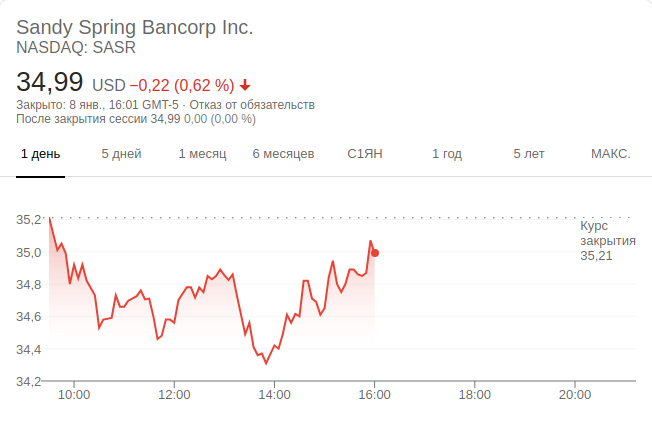 Sandy Spring Bancorp Inc.
NASDAQ: SASR
34,99 USD −0,22 (0,62 %)
Закрыто: 8 янв., 16:01 GMT-5 · Отказ от обязательств
После закрытия сессии 34,99 0,00 (0,00 %)
1 день 5 дней 1 месяц 6 месяцев С1ЯН 1 год 5 лет МАКС.
35,2
Курс
закрытия
35,21
35,0
34,8
34,6
34,4
34,2
10:00 12:00 14:00 16:00 18:00 20:00